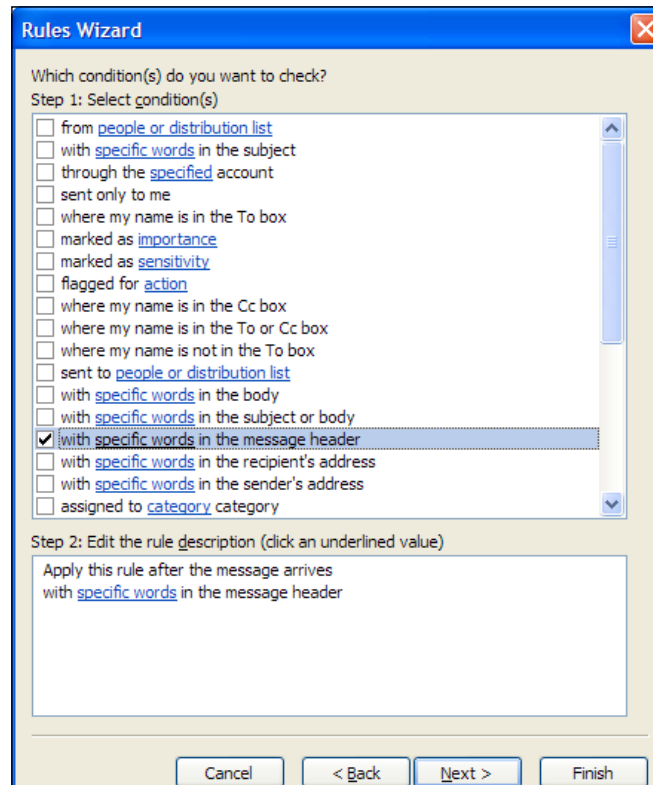 Rules Wizard
Which condition(s) do you want to check?
Step 1: Select condition(s)
from people or distribution list
with specific words in the subject
through the specified account
sent only to me
where my name is in the To box
marked as importance
marked as sensitivity
flagged for action
where my name is in the Cc box
where my name is in the To or Cc box
where my name is not in the To box
sent to people or distribution list
with specific words in the body
with specific words in the subject or body
with specific words in the message header
with specific words in the recipient's address
with specific words in the sender's address
assigned to category category
Step 2: Edit the rule description (click an underlined value)
Apply this rule after the message arrives
with specific words in the message header
Cancel < Back Next > Finish